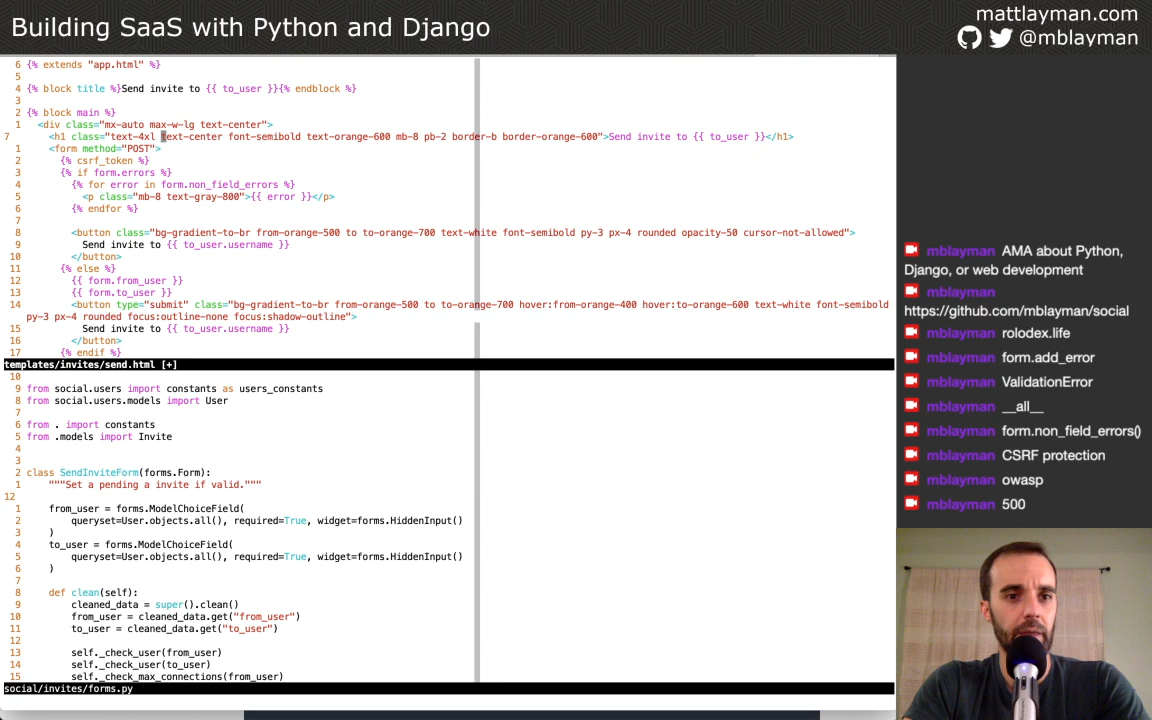 Building SaaS with Python and Django
mattlayman.com
@mblayman
6 {% extends "app.html" %}
5
4 {% block title %}Send invite to {{ to_user }}{% endblock %}
3
2 {% block main %}
1 <div class="mx-auto max-w-lg text-center">
7 <h1 class="text-4xl text-center font-semibold text-orange-600 mb-8 pb-2 border-b border-orange-600">Send invite to {{ to_user }}</h1>
1 <form method="POST">
2 {% csrf_token %}
3 {% if form.errors %}
4 {% for error in form.non_field_errors %}
5 <p class="mb-8 text-gray-800">{{ error }}</p>
6 {% endfor %}
7
8 <button class="bg-gradient-to-br from-orange-500 to to-orange-700 text-white font-semibold py-3 px-4 rounded opacity-50 cursor-not-allowed">
9 Send invite to {{ to_user.username }}
10 </button>
11 {% else %}
12 {{ form.from_user }}
13 {{ form.to_user }}
14 <button type="submit" class="bg-gradient-to-br from-orange-500 to to-orange-700 hover:from-orange-400 hover:to-orange-600 text-white font-semibold
py-3 px-4 rounded focus:outline-none focus:shadow-outline">
15 Send invite to {{ to_user.username }}
16 </button>
17 {% endif %}
templates/invites/send.html [+]
10
9 from social.users import constants as users_constants
8 from social.users.models import User
7
6 from . import constants
5 from .models import Invite
4
3
2 class SendInviteForm(forms.Form):
1 """Set a pending a invite if valid."""
12
1 from_user = forms.ModelChoiceField(
2 queryset=User.objects.all(), required=True, widget=forms.HiddenInput()
3 )
4 to_user = forms.ModelChoiceField(
5 queryset=User.objects.all(), required=True, widget=forms.HiddenInput()
6 )
7
8 def clean(self):
9 cleaned_data = super().clean()
10 from_user = cleaned_data.get("from_user")
11 to_user = cleaned_data.get("to_user")
12
13 self._check_user(from_user)
14 self._check_user(to_user)
15 self._check_max_connections(from_user)
social/invites/forms.py
mblayman AMA about Python,
Django, or web development
mblayman
https://github.com/mblayman/social
mblayman rolodex.life
mblayman form.add_error
mblayman ValidationError
mblayman __all__
mblayman form.non_field_errors()
mblayman CSRF protection
mblayman owasp
mblayman 500